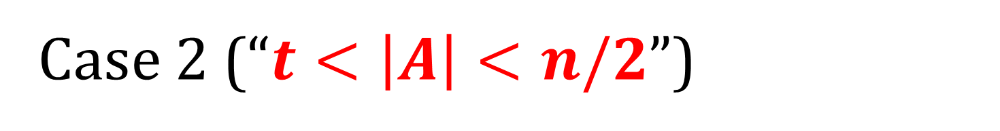 Case 2 (“t < |A| < n/2”)